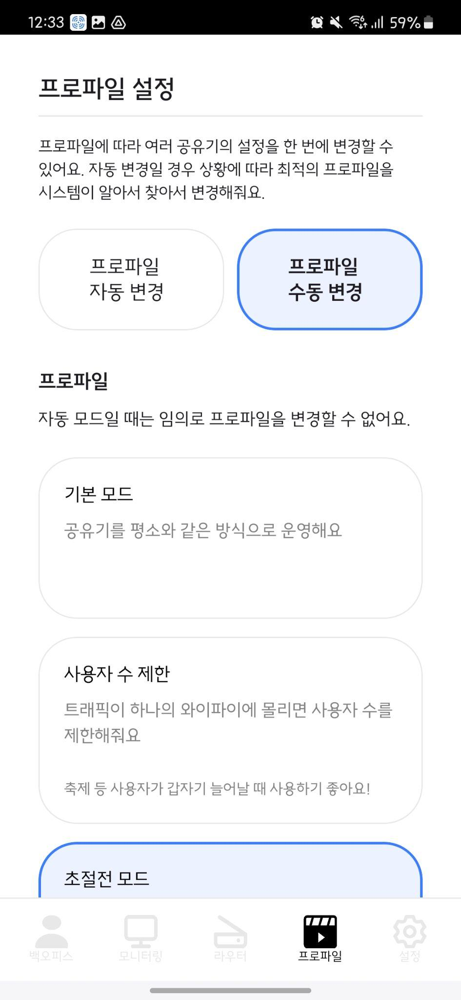 12:33
59%
프로파일 설정
프로파일에 따라 여러 공유기의 설정을 한 번에 변경할 수
있어요. 자동 변경일 경우 상황에 따라 최적의 프로파일을
시스템이 알아서 찾아서 변경해줘요.
프로파일
자동 변경
프로파일
수동 변경
프로파일
자동 모드일 때는 임의로 프로파일을 변경할 수 없어요.
기본 모드
공유기를 평소와 같은 방식으로 운영해요
사용자 수 제한
트래픽이 하나의 와이파이에 몰리면 사용자 수를
제한해줘요
축제 등 사용자가 갑자기 늘어날 때 사용하기 좋아요!
초절전 모드
백오피스
모니터링
라우터
프로파일
설정